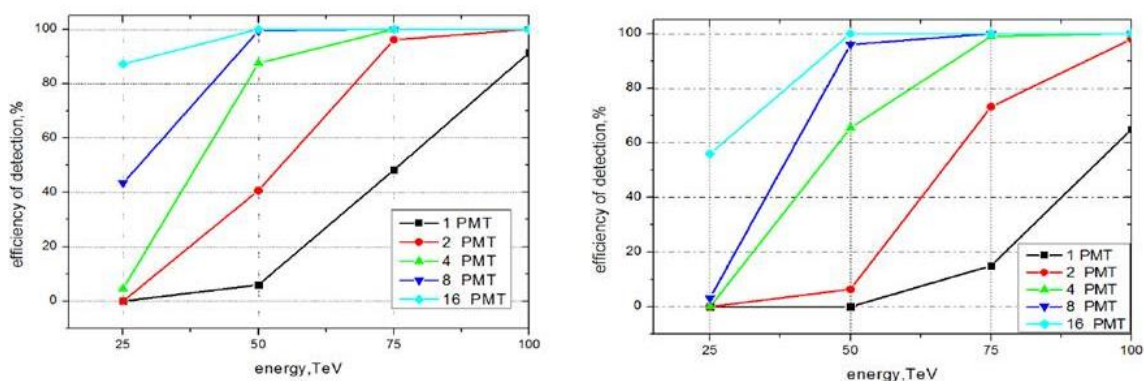 efficiency of detection,%
100
80
60
40
20
0
1 PMT
2 PMT
4 PMT
8 PMT
16 PMT
25
50
75
100
energy,TeV
efficiency of detection,%
100
80
60
40
20
0
1 PMT
2 PMT
4 PMT
8 PMT
16 PMT
25
50
75
100
energy,TeV